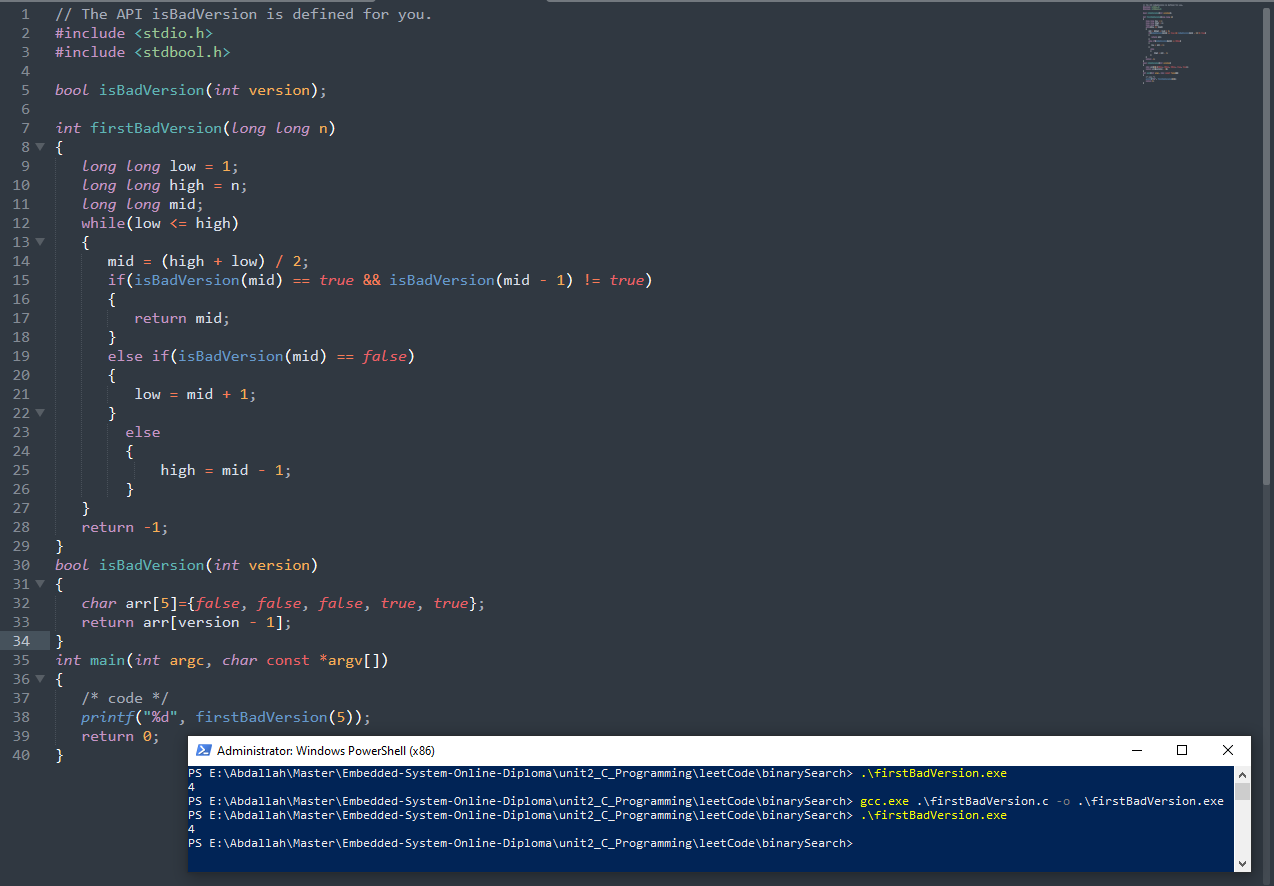 1 // The API isBadVersion is defined for you.
2 #include <stdio.h>
3 #include <stdbool.h>
4
5 bool isBadVersion(int version);
6
7 int firstBadVersion(long long n)
8 {
9 long long low = 1;
10 long long high = n;
11 long long mid;
12 while(low <= high)
13 {
14 mid = (high + low) / 2;
15 if(isBadVersion(mid) == true && isBadVersion(mid - 1) != true)
16 {
17 return mid;
18 }
19 else if(isBadVersion(mid) == false)
20 {
21 low = mid + 1;
22 }
23 else
24 {
25 high = mid - 1;
26 }
27 }
28 return -1;
29 }
30 bool isBadVersion(int version)
31 {
32 char arr[5]={false, false, false, true, true};
33 return arr[version - 1];
34 }
35 int main(int argc, char const *argv[])
36 {
37 /* code */
38 printf("%d", firstBadVersion(5));
39 return 0;
40 }
Administrator: Windows PowerShell (x86)
PS E:\Abdallah\Master\Embedded-System-Online-Diploma\unit2_C_Programming\leetCode\binarySearch> .\firstBadVersion.exe
4
PS E:\Abdallah\Master\Embedded-System-Online-Diploma\unit2_C_Programming\leetCode\binarySearch> gcc.exe .\firstBadVersion.c -o .\firstBadVersion.exe
PS E:\Abdallah\Master\Embedded-System-Online-Diploma\unit2_C_Programming\leetCode\binarySearch> .\firstBadVersion.exe
4
PS E:\Abdallah\Master\Embedded-System-Online-Diploma\unit2_C_Programming\leetCode\binarySearch>